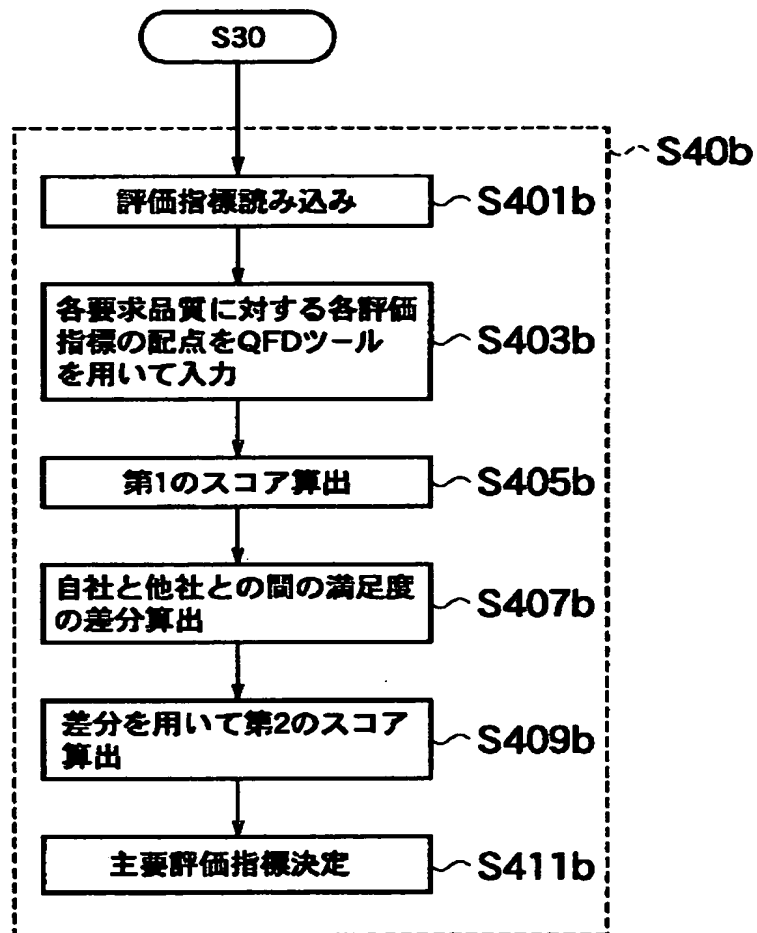 S30
S40b
評価指標読み込み
S401b
各要求品質に対する各評価
指標の配点をQFDツール
を用いて入力
S403b
第1のスコア算出
S405b
自社と他社との間の満足度
の差分算出
S407b
差分を用いて第2のスコア
算出
S409b
主要評価指標決定
S411b